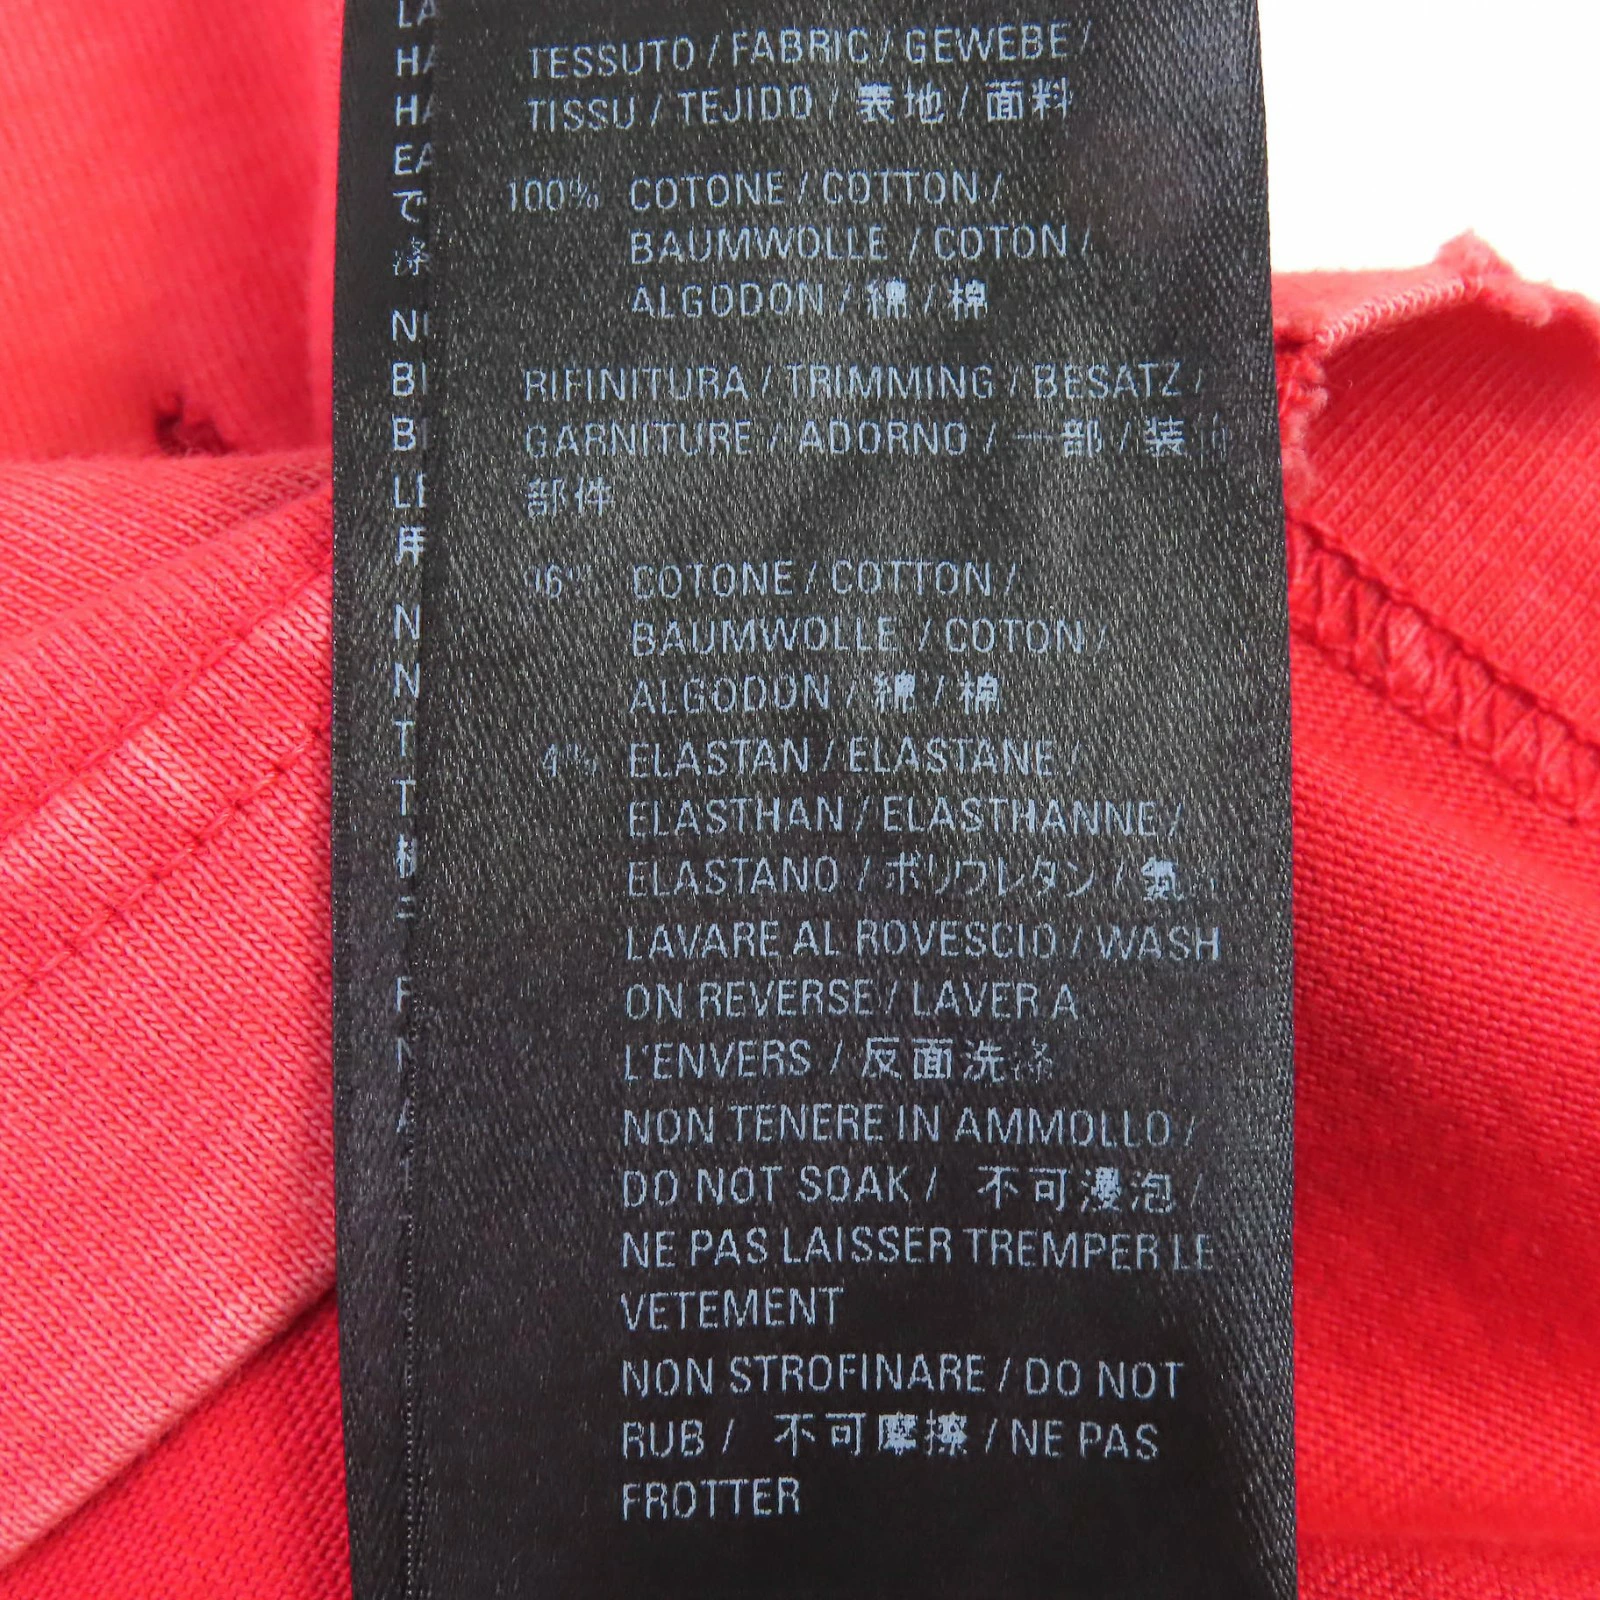 TESSUTO / FABRIC / GEWEBE /
TISSU / TEJIDO / 表地 / 面料
100% COTONE / COTTON /
BAUMWOLLE / COTON /
ALGODON / 綿 / 棉
RIFINITURA / TRIMMING / BESATZ /
GARNITURE / ADORNO / 一部 / 装
部件
COTONE / COTTON /
BAUMWOLLE / COTON /
ALGODON / 綿 / 棉
4% ELASTAN / ELASTANE /
ELASTHAN / ELASTHANNE /
ELASTANO / ポリウレタン / 氨
LAVARE AL ROVESCIO / WASH
ON REVERSE / LAVER A
L'ENVERS / 反面洗涤
NON TENERE IN AMMOLLO /
DO NOT SOAK / 不可浸泡 /
NE PAS LAISSER TREMPER LE
VETEMENT
NON STROFINARE / DO NOT
RUB / 不可摩擦 / NE PAS
FROTTER